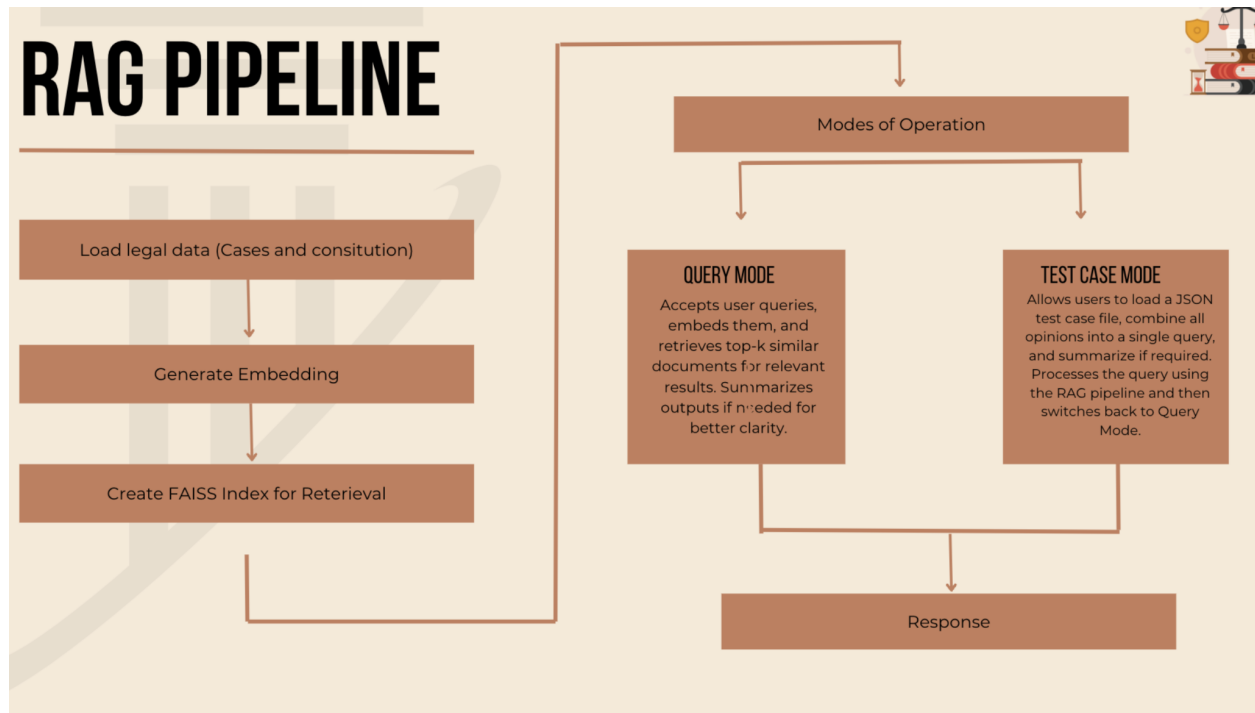 RAG PIPELINE
Load legal data (Cases and consitution)
Generate Embedding
Create FAISS Index for Reterieval
Modes of Operation
QUERY MODE
Accepts user queries,
embeds them, and
retrieves top-k similar
documents for relevant
results. Summarizes
outputs if needed for
better clarity.
TEST CASE MODE
Allows users to load a JSON
test case file, combine all
opinions into a single query,
and summarize if required.
Processes the query using
the RAG pipeline and then
switches back to Query
Mode.
Response